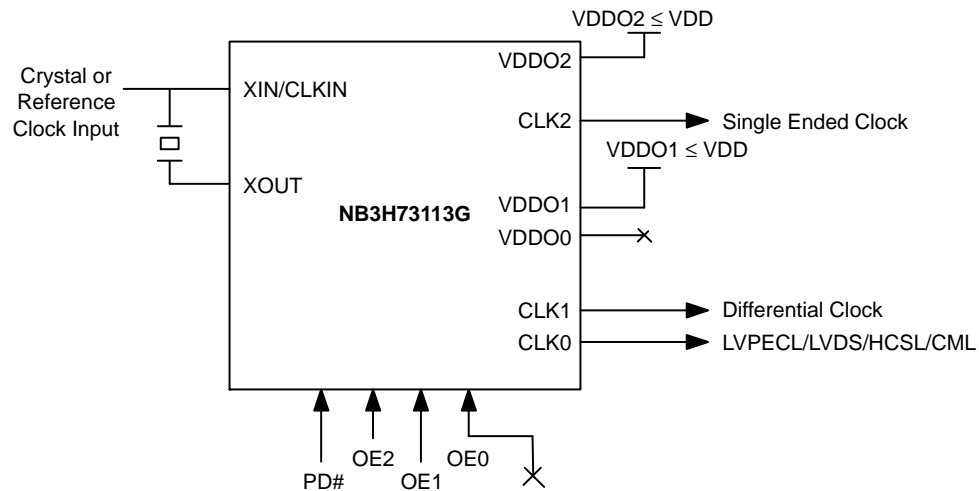 VDDO2 ≤ VDD
VDDO2
Crystal or
Reference
Clock Input
XIN/CLKIN
CLK2
Single Ended Clock
VDDO1 ≤ VDD
XOUT
VDDO1
NB3H73113G
VDDO0
CLK1
Differential Clock
CLK0
LVPECL/LVDS/HCSL/CML
PD#
OE2
OE1
OE0